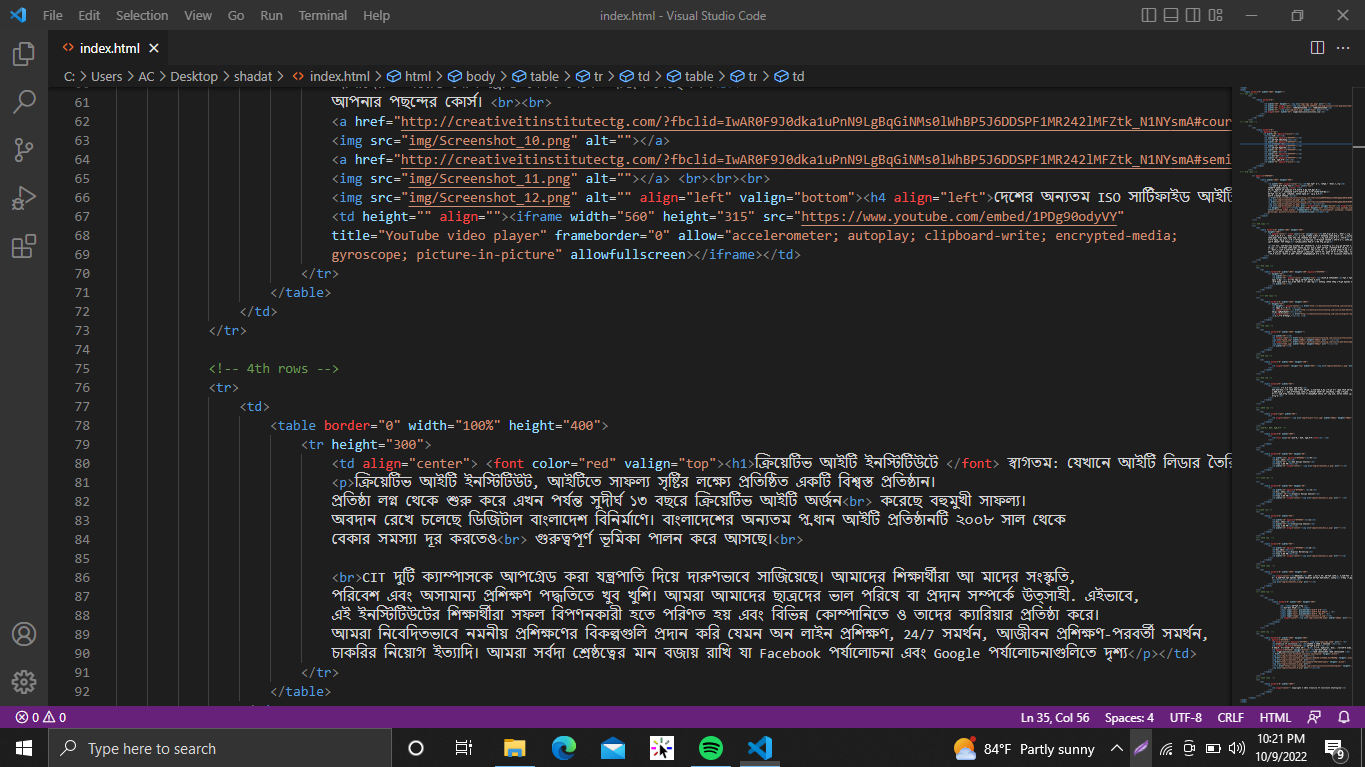 File Edit Selection View Go Run Terminal Help index.html - Visual Studio Code
index.html
C: > Users > AC > Desktop > shadat > index.html > html > body > table > tr > td > table > tr > td
61 আপনার পছন্দের কোর্স। <br><br>
62 <a href="http://creativeitinstitutectg.com/?fbclid=IwAR0F9J0dka1uPnN9LgBqGiNMs0lWhBP5J6DDSPF1MR242lMFZtk_N1NYsmA#cour
63 <img src="img/Screenshot_10.png" alt=""></a>
64 <a href="http://creativeitinstitutectg.com/?fbclid=IwAR0F9J0dka1uPnN9LgBqGiNMs0lWhBP5J6DDSPF1MR242lMFZtk_N1NYsmA#semi
65 <img src="img/Screenshot_11.png" alt=""></a> <br><br><br>
66 <img src="img/Screenshot_12.png" alt="" align="left" valign="bottom"><h4 align="left">দেশের অন্যতম ISO সার্টিফাইড আইটি
67 <td height="" align=""><iframe width="560" height="315" src="https://www.youtube.com/embed/1PDg90odyVY"
68 title="YouTube video player" frameborder="0" allow="accelerometer; autoplay; clipboard-write; encrypted-media;
69 gyroscope; picture-in-picture" allowfullscreen></iframe></td>
70 </tr>
71 </table>
72 </td>
73 </tr>
74
75 <!-- 4th rows -->
76 <tr>
77 <td>
78 <table border="0" width="100%" height="400">
79 <tr height="300">
80 <td align="center"> <font color="red" valign="top"><h1>ক্রিয়েটিভ আইটি ইনস্টিটিউটে </font> স্বাগতম: যেখানে আইটি লিডার তৈরি
81 <p>ক্রিয়েটিভ আইটি ইনস্টিটিউট, আইটিতে সাফল্য সৃষ্টির লক্ষ্যে প্রতিষ্ঠিত একটি বিশ্বস্ত প্রতিষ্ঠান।
82 প্রতিষ্ঠা লগ্ন থেকে শুরু করে এখন পর্যন্ত সুদীর্ঘ ১৩ বছরে ক্রিয়েটিভ আইটি অর্জন<br> করেছে বহুমুখী সাফল্য।
83 অবদান রেখে চলেছে ডিজিটাল বাংলাদেশ বিনির্মাণে। বাংলাদেশের অন্যতম প্রধান আইটি প্রতিষ্ঠানটি ২০০৮ সাল থেকে
84 বেকার সমস্যা দূর করতেও<br> গুরুত্বপূর্ণ ভূমিকা পালন করে আসছে।<br>
85
86 <br>CIT দুটি ক্যাম্পাসকে আপগ্রেড করা যন্ত্রপাতি দিয়ে দারুণভাবে সাজিয়েছে। আমাদের শিক্ষার্থীরা আ মাদের সংস্কৃতি,
87 পরিবেশ এবং অসামান্য প্রশিক্ষণ পদ্ধতিতে খুব খুশি। আমরা আমাদের ছাত্রদের ভাল পরিষে বা প্রদান সম্পর্কে উত্সাহী. এইভাবে,
88 এই ইনস্টিটিউটের শিক্ষার্থীরা সফল বিপণনকারী হতে পরিণত হয় এবং বিভিন্ন কোম্পানিতে ও তাদের ক্যারিয়ার প্রতিষ্ঠা করে।
89 আমরা নিবেদিতভাবে নমনীয় প্রশিক্ষণের বিকল্পগুলি প্রদান করি যেমন অন লাইন প্রশিক্ষণ, 24/7 সমর্থন, আজীবন প্রশিক্ষণ-পরবর্তী সমর্থন,
90 চাকরির নিয়োগ ইত্যাদি। আমরা সর্বদা শ্রেষ্ঠত্বের মান বজায় রাখি যা Facebook পর্যালোচনা এবং Google পর্যালোচনাগুলিতে দৃশ্য</p></td>
91 </tr>
92 </table>
0 0 Ln 35, Col 56 Spaces: 4 UTF-8 CRLF HTML
Type here to search 84°F Partly sunny 10:21 PM
10/9/2022 9